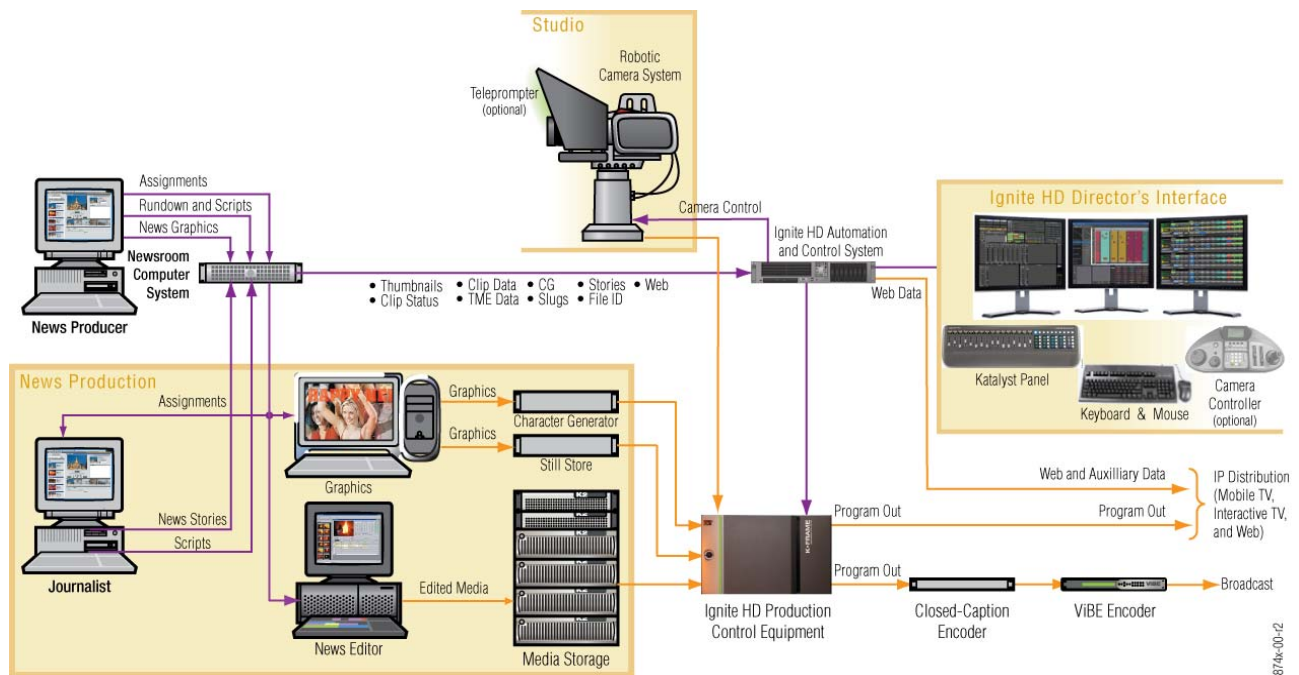 Studio
Robotic
Camera System
Teleprompter
(optional)
Assignments
Rundown and Scripts
News Graphics
Newsroom
Computer
System
News Producer
Camera Control
Ignite HD Automation
and Control System
• Thumbnails • Clip Data • CG • Stories • Web
• Clip Status • TME Data • Slugs • File ID
Web Data
Ignite HD Director's Interface
Katalyst Panel
Keyboard & Mouse
Camera
Controller
(optional)
News Production
Assignments
Graphics
Character Generator
Graphics
Still Store
Graphics
News Stories
Scripts
Journalist
Edited Media
News Editor
Media Storage
K-FRAME
Ignite HD Production
Control Equipment
Web and Auxilliary Data
Program Out
Program Out
IP Distribution
(Mobile TV,
Interactive TV,
and Web)
Program Out
Closed-Caption
Encoder
ViBE
ViBE Encoder
Broadcast
874x-00-r2